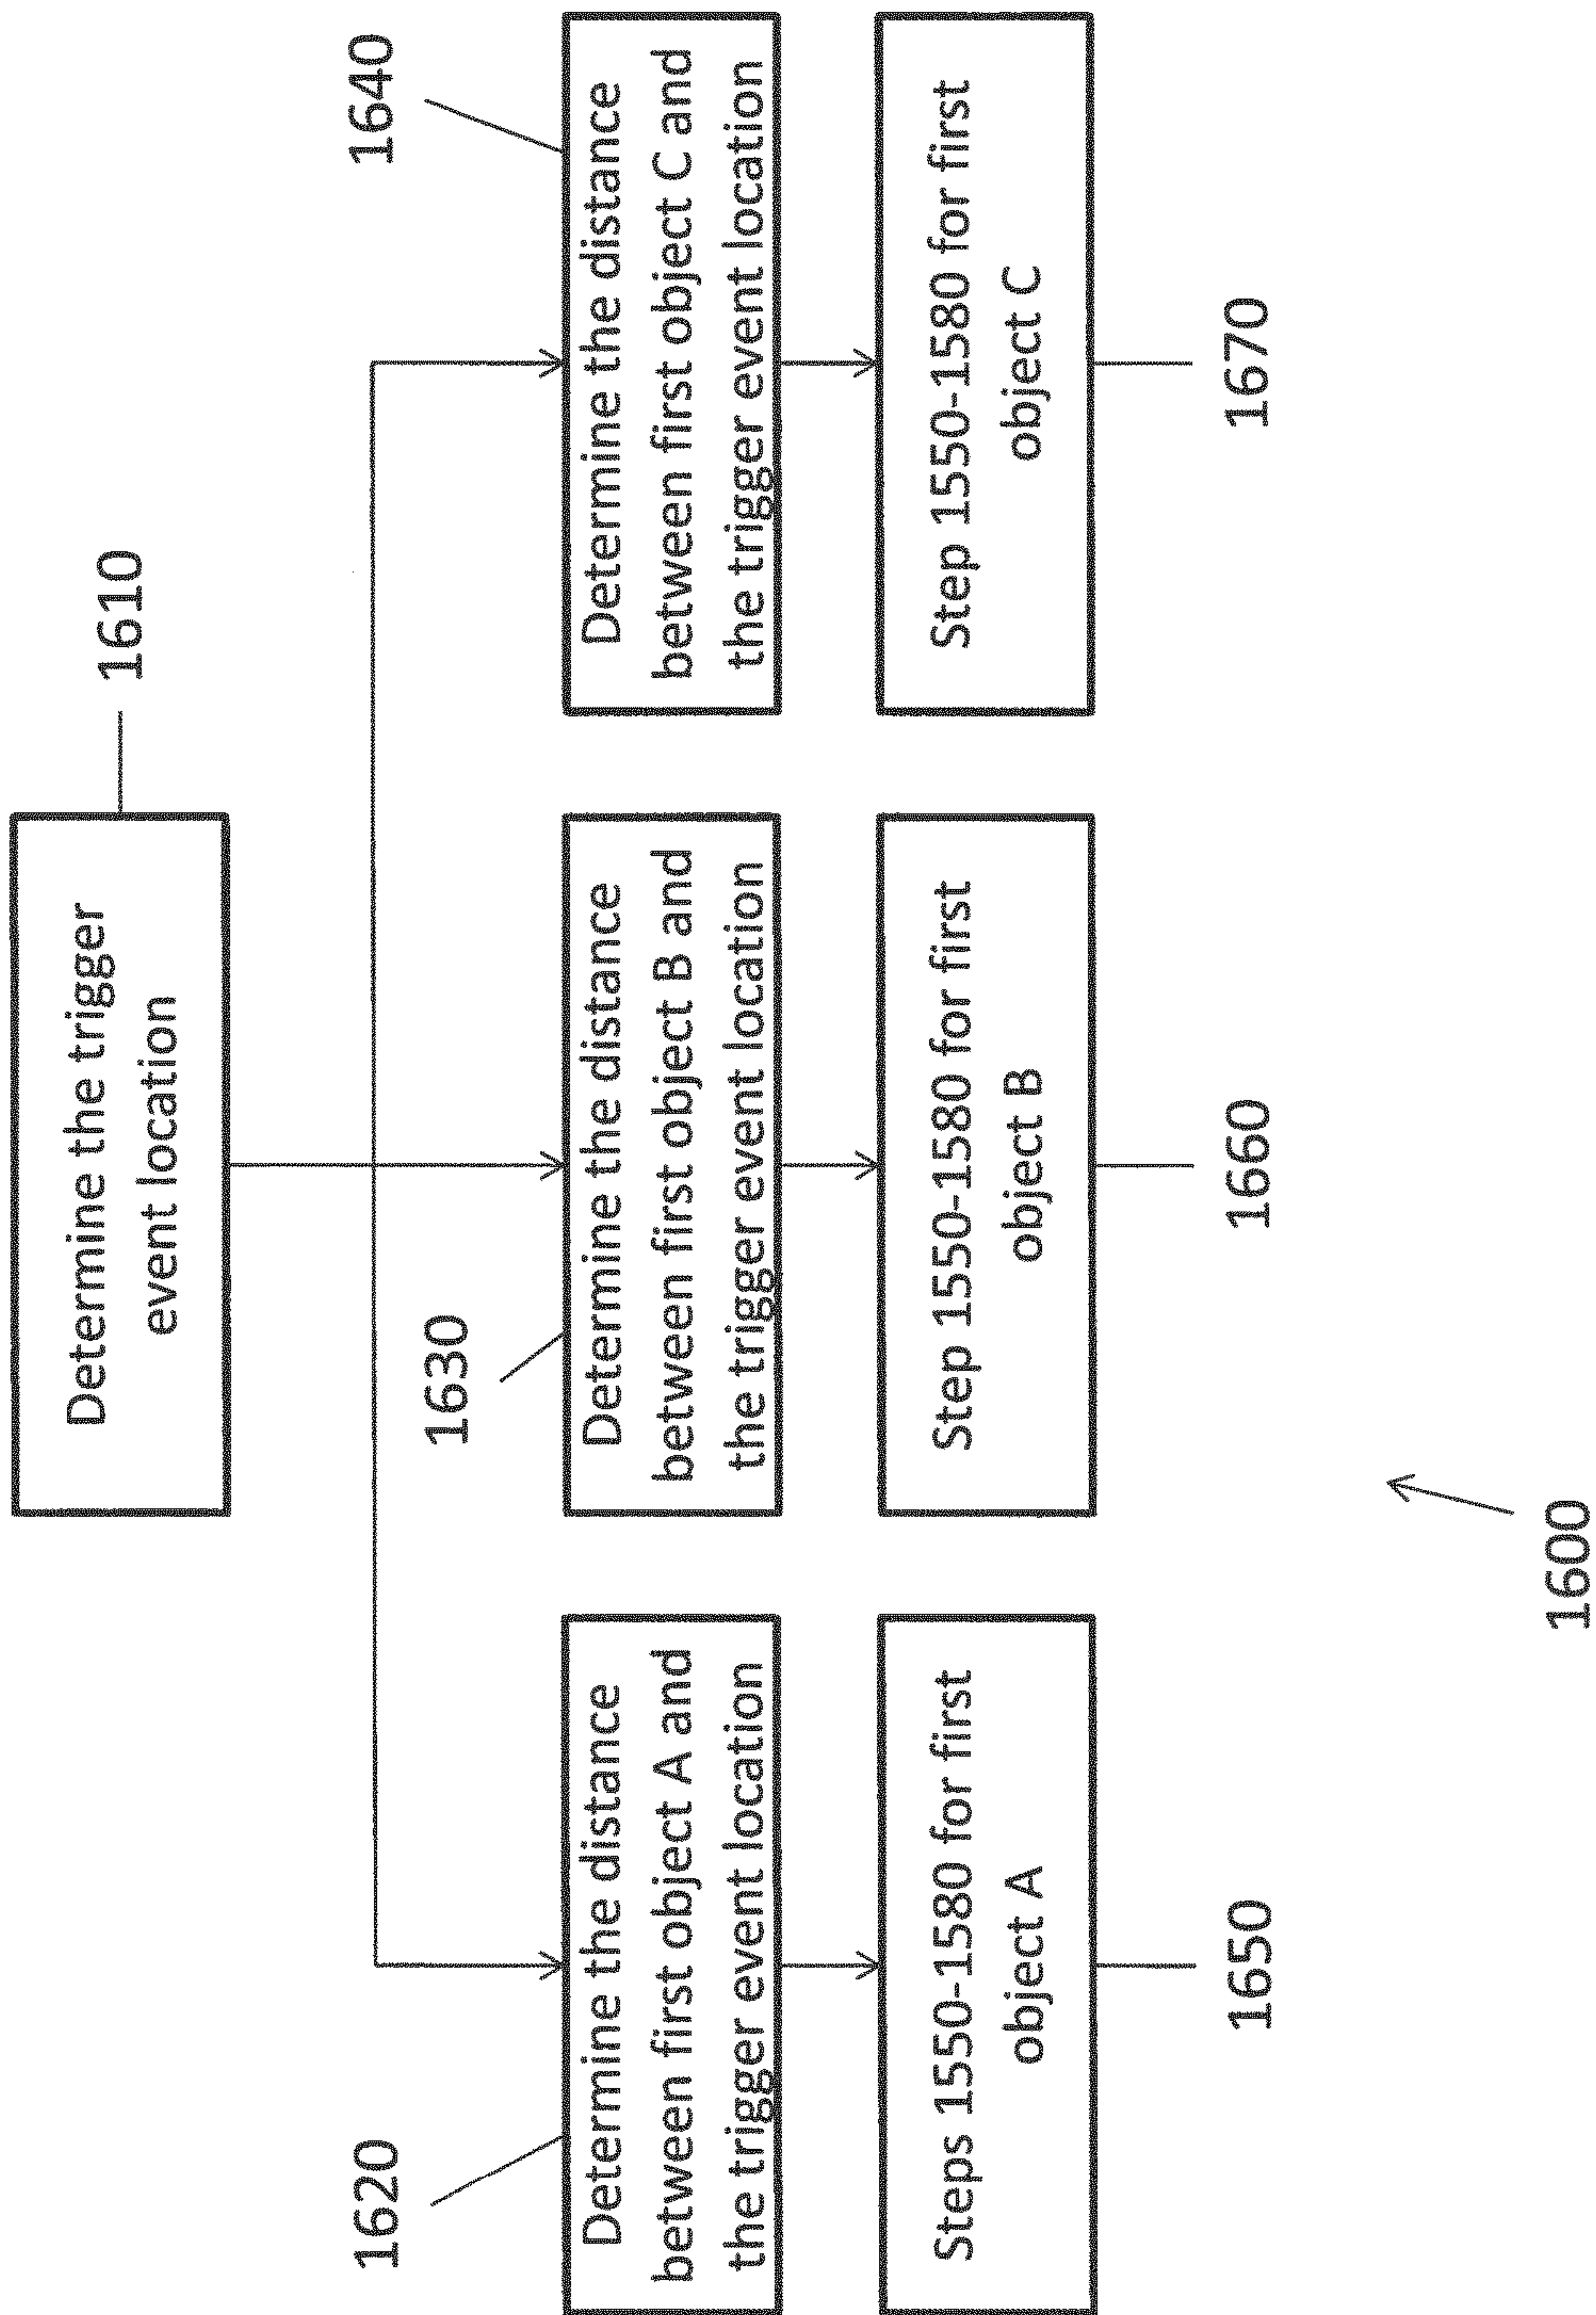 1610
Determine the trigger
event location
1620
1630
1640
Determine the distance
between first object A and
the trigger event location
Determine the distance
between first object B and
the trigger event location
Determine the distance
between first object C and
the trigger event location
Steps 1550-1580 for first
object A
Step 1550-1580 for first
object B
Step 1550-1580 for first
object C
1650
1660
1670
1600